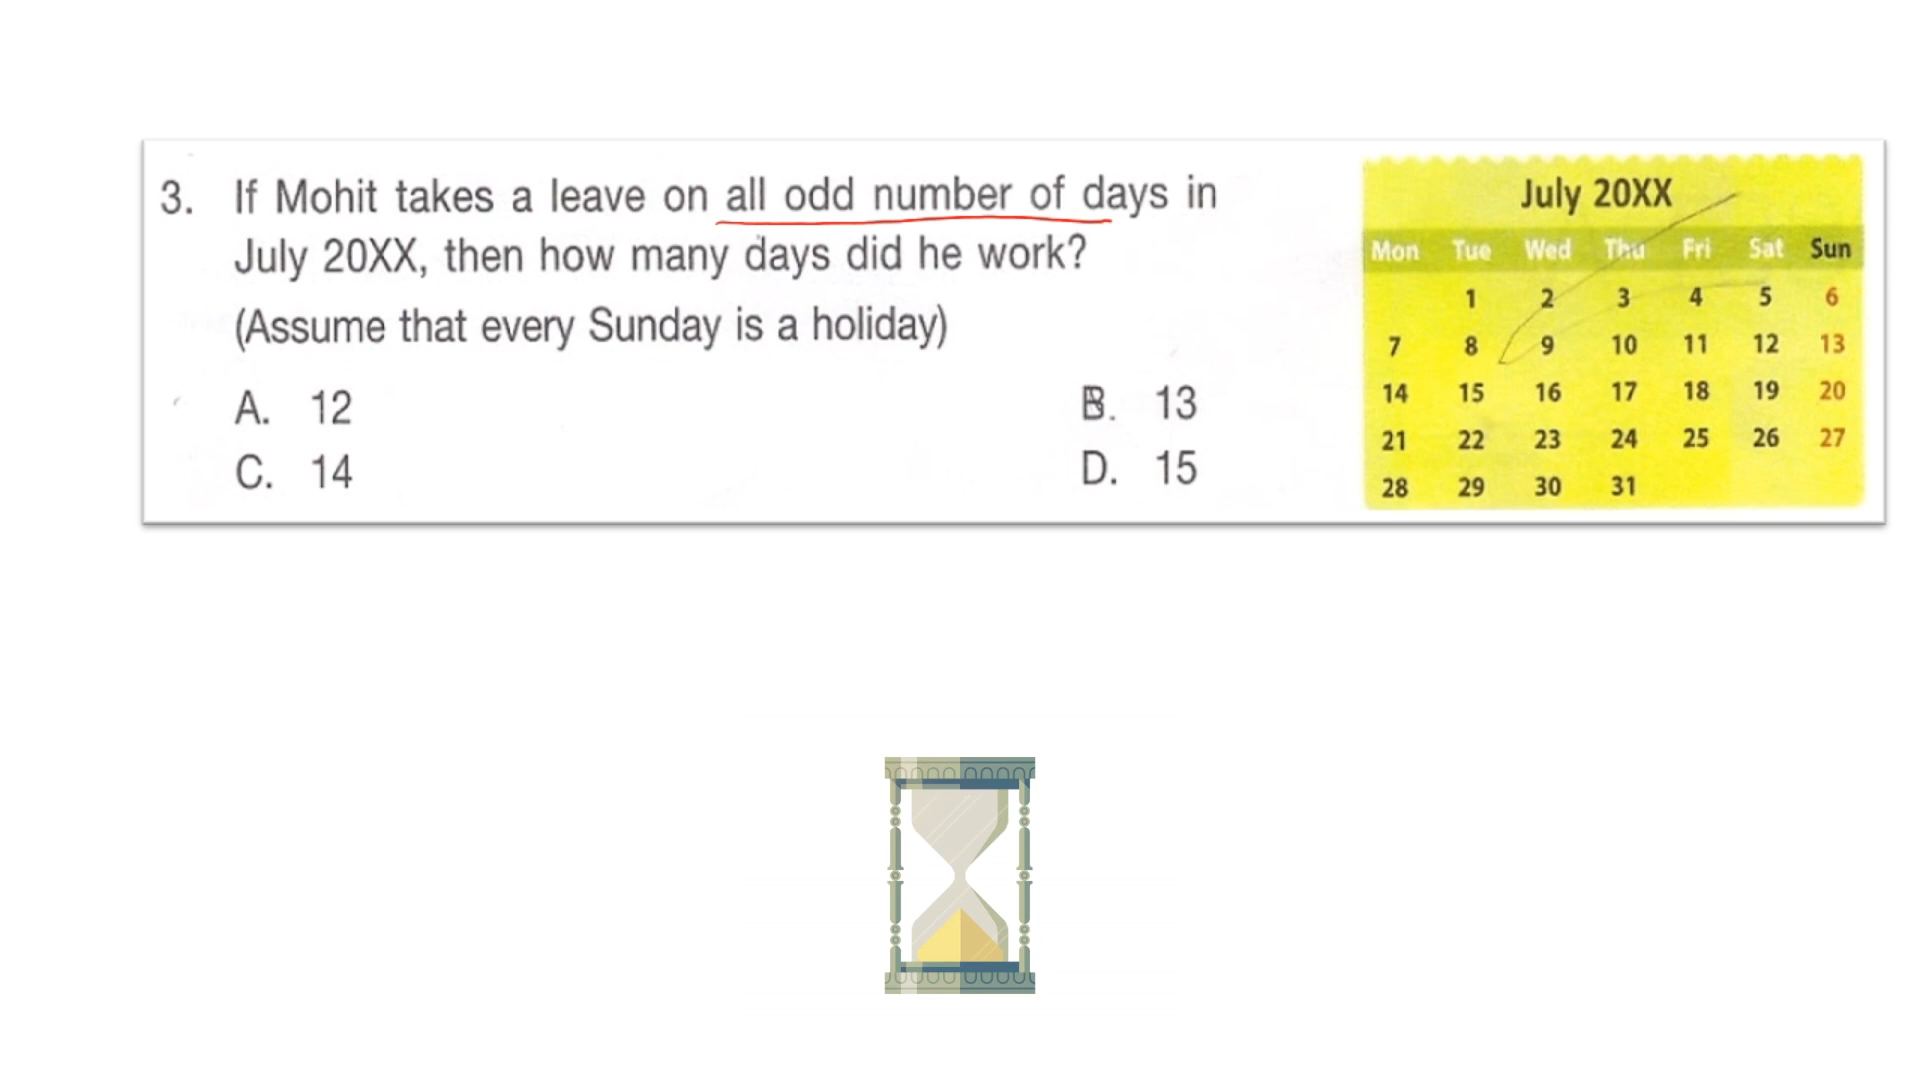 3. If Mohit takes a leave on all odd number of days in
July 20XX, then how many days did he work?
(Assume that every Sunday is a holiday)
A. 12
B. 13
C. 14
D. 15
July 20XX
Mon Tue Wed Thu Fri Sat Sun
1 2 3 4 5 6
7 8 9 10 11 12 13
14 15 16 17 18 19 20
21 22 23 24 25 26 27
28 29 30 31